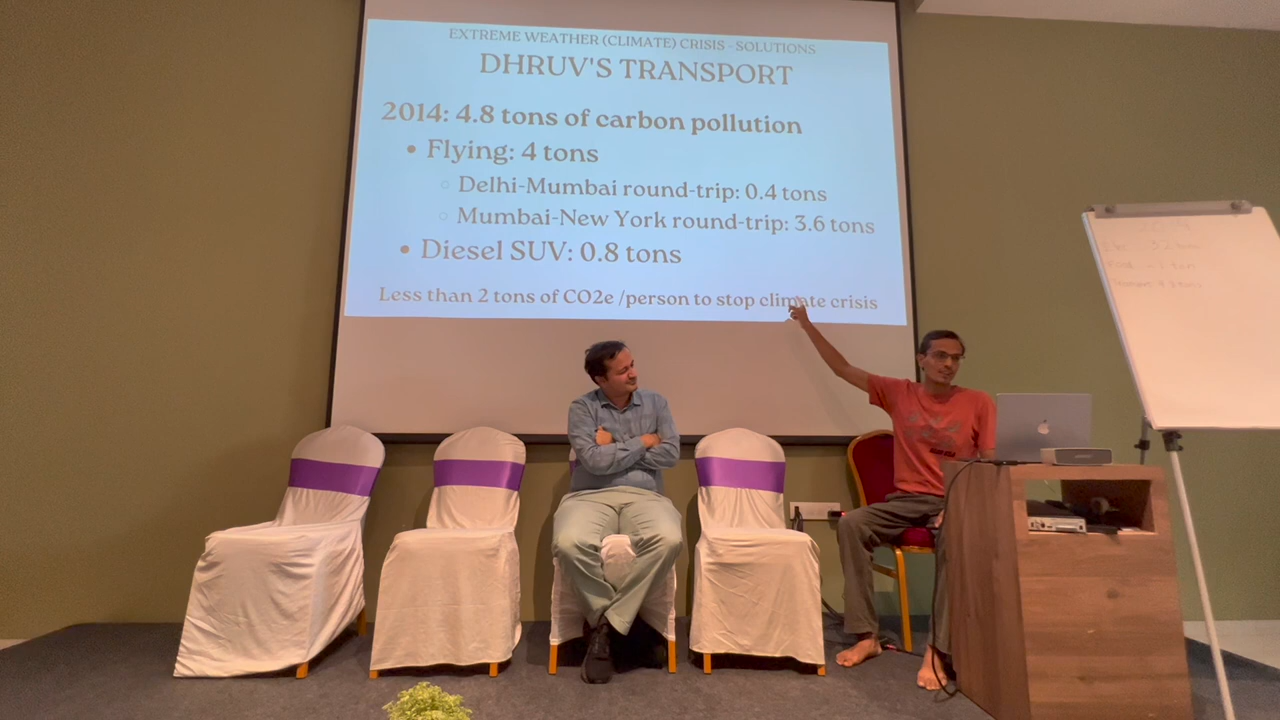 EXTREME WEATHER (CLIMATE) CRISIS - SOLUTIONS
DHRUV'S TRANSPORT
2014: 4.8 tons of carbon pollution
• Flying: 4 tons
○ Delhi-Mumbai round-trip: 0.4 tons
○ Mumbai-New York round-trip: 3.6 tons
• Diesel SUV: 0.8 tons
Less than 2 tons of CO2e /person to stop climate crisis